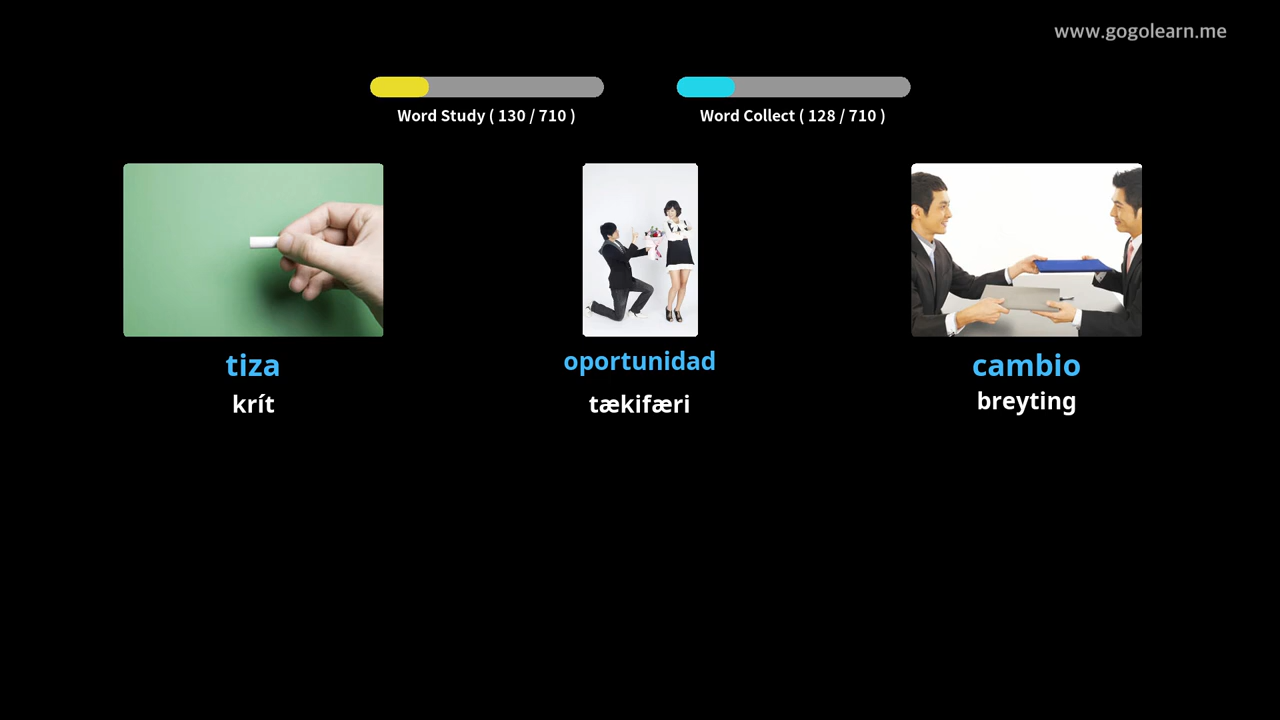 www.gogolearn.me
Word Study ( 130 / 710 )
Word Collect ( 128 / 710 )
tiza
krít
oportunidad
tækifæri
cambio
breyting